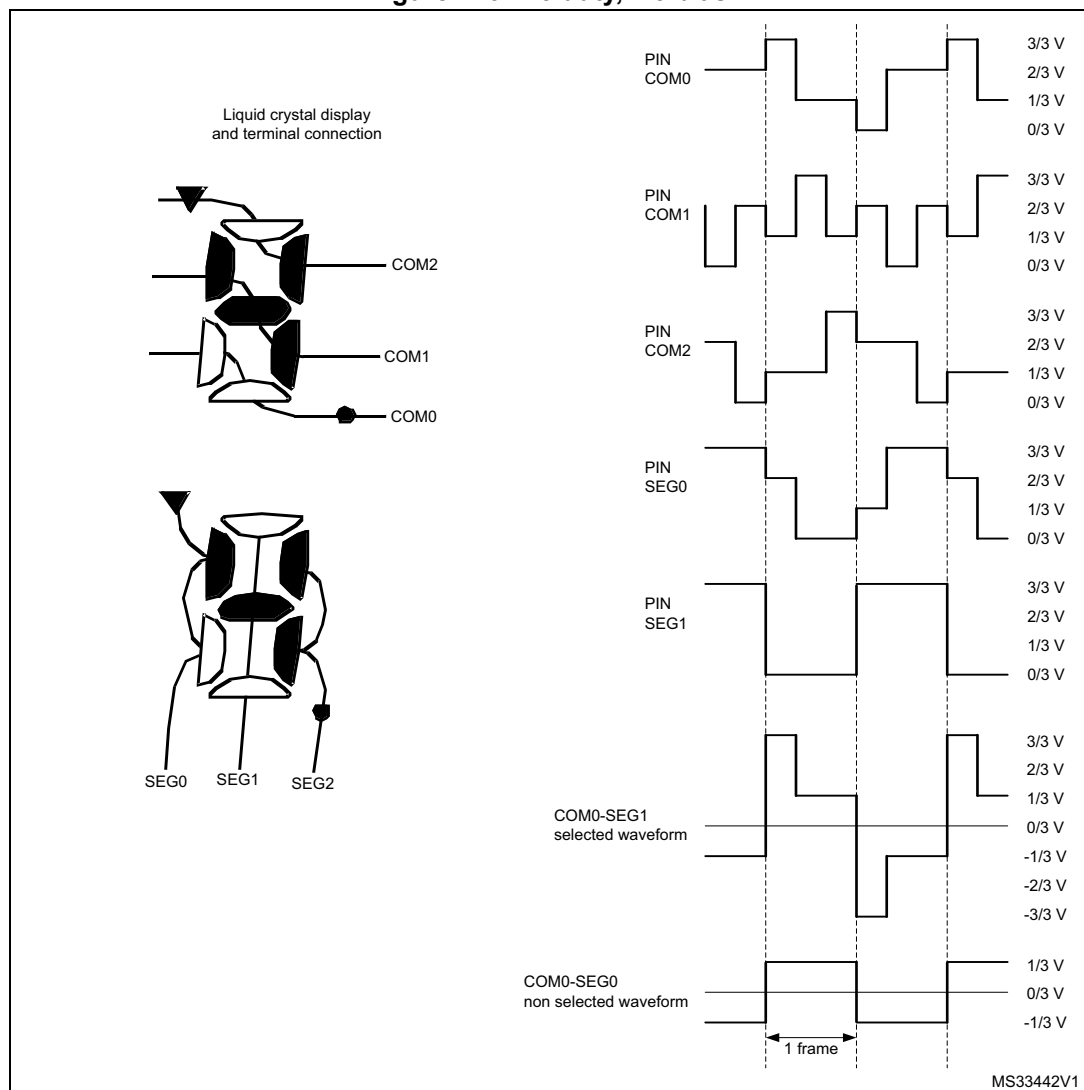 Liquid crystal display
and terminal connection
COM2
COM1
COM0
SEG0
SEG1
SEG2
PIN
COM0
3/3 V
2/3 V
1/3 V
0/3 V
PIN
COM1
3/3 V
2/3 V
1/3 V
0/3 V
PIN
COM2
3/3 V
2/3 V
1/3 V
0/3 V
PIN
SEG0
3/3 V
2/3 V
1/3 V
0/3 V
PIN
SEG1
3/3 V
2/3 V
1/3 V
0/3 V
COM0-SEG1
selected waveform
3/3 V
2/3 V
1/3 V
0/3 V
-1/3 V
-2/3 V
-3/3 V
COM0-SEG0
non selected waveform
1/3 V
0/3 V
-1/3 V
1 frame
MS33442V1